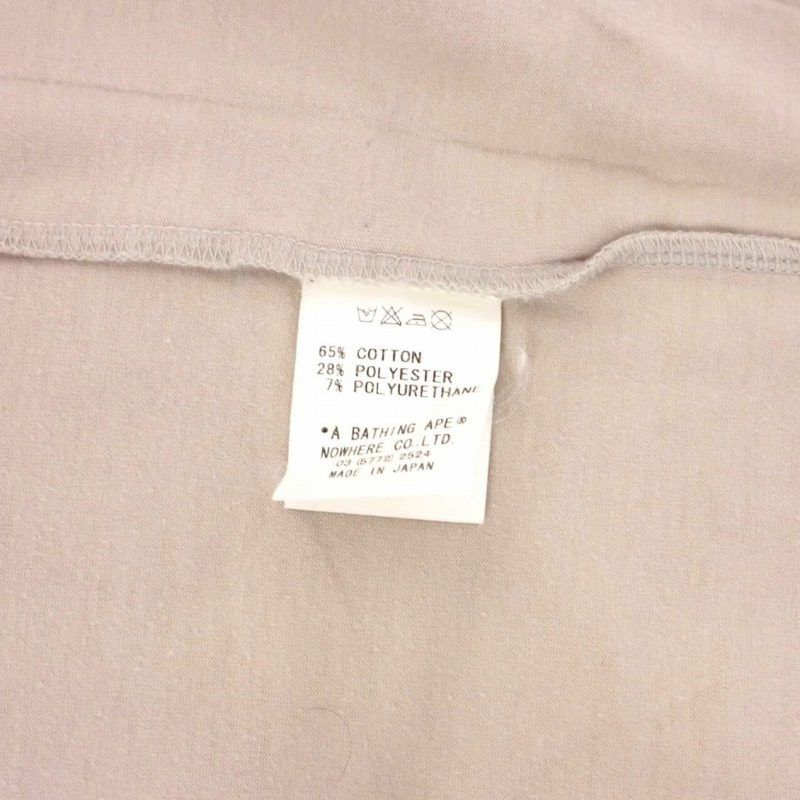 65% COTTON
28% POLYESTER
7% POLYURETHANE
•A BATHING APE®
NOWHERE CO.,LTD.
03 (5772) 2524
MADE IN JAPAN